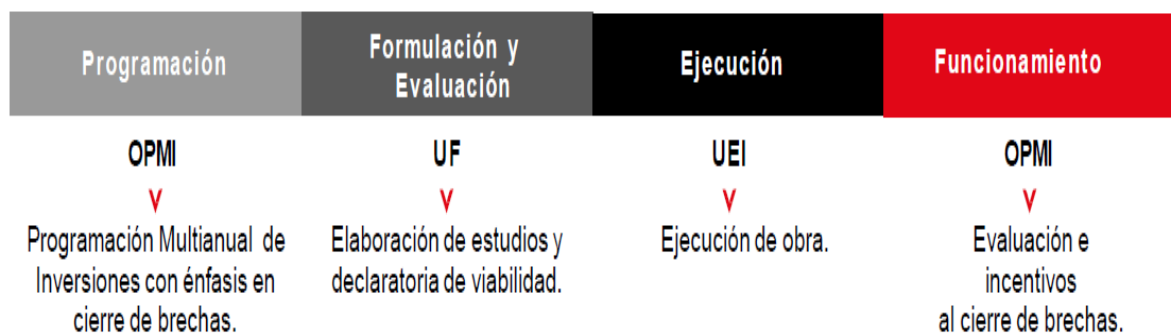 Programación
Formulación y
Evaluación
Ejecución
Funcionamiento
OPMI
Programación Multianual de
Inversiones con énfasis en
cierre de brechas.
UF
Elaboración de estudios y
declaratoria de viabilidad.
UEI
Ejecución de obra.
OPMI
Evaluación e
incentivos
al cierre de brechas.